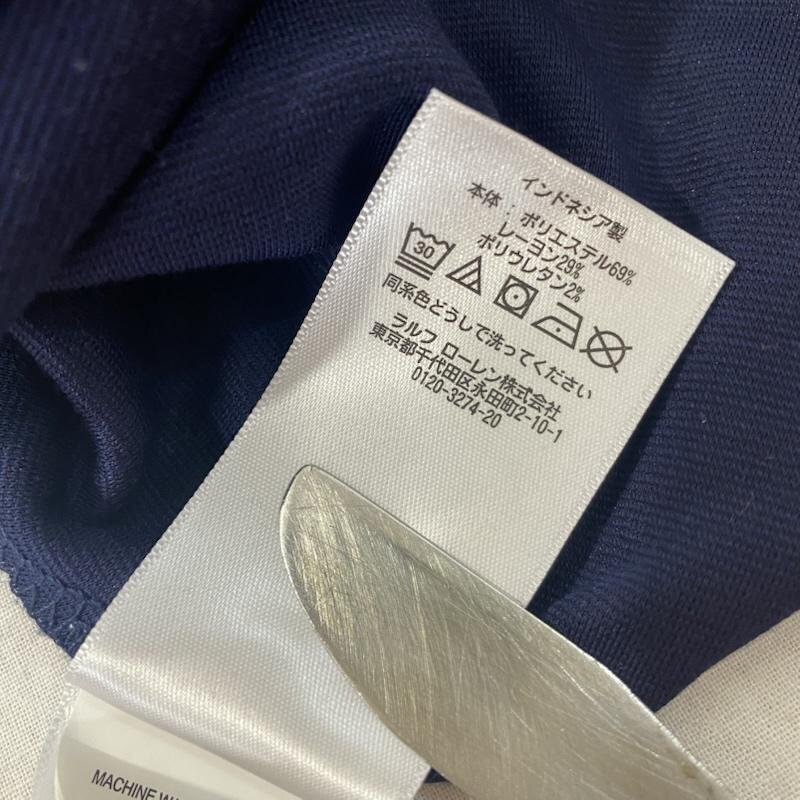 インドネシア製
本体：ポリエステル69%
レーヨン29%
ポリウレタン2%
30
同系色どうしで洗ってください
ラルフ ローレン株式会社
東京都千代田区永田町2-10-1
0120-3274-20
MACHINE